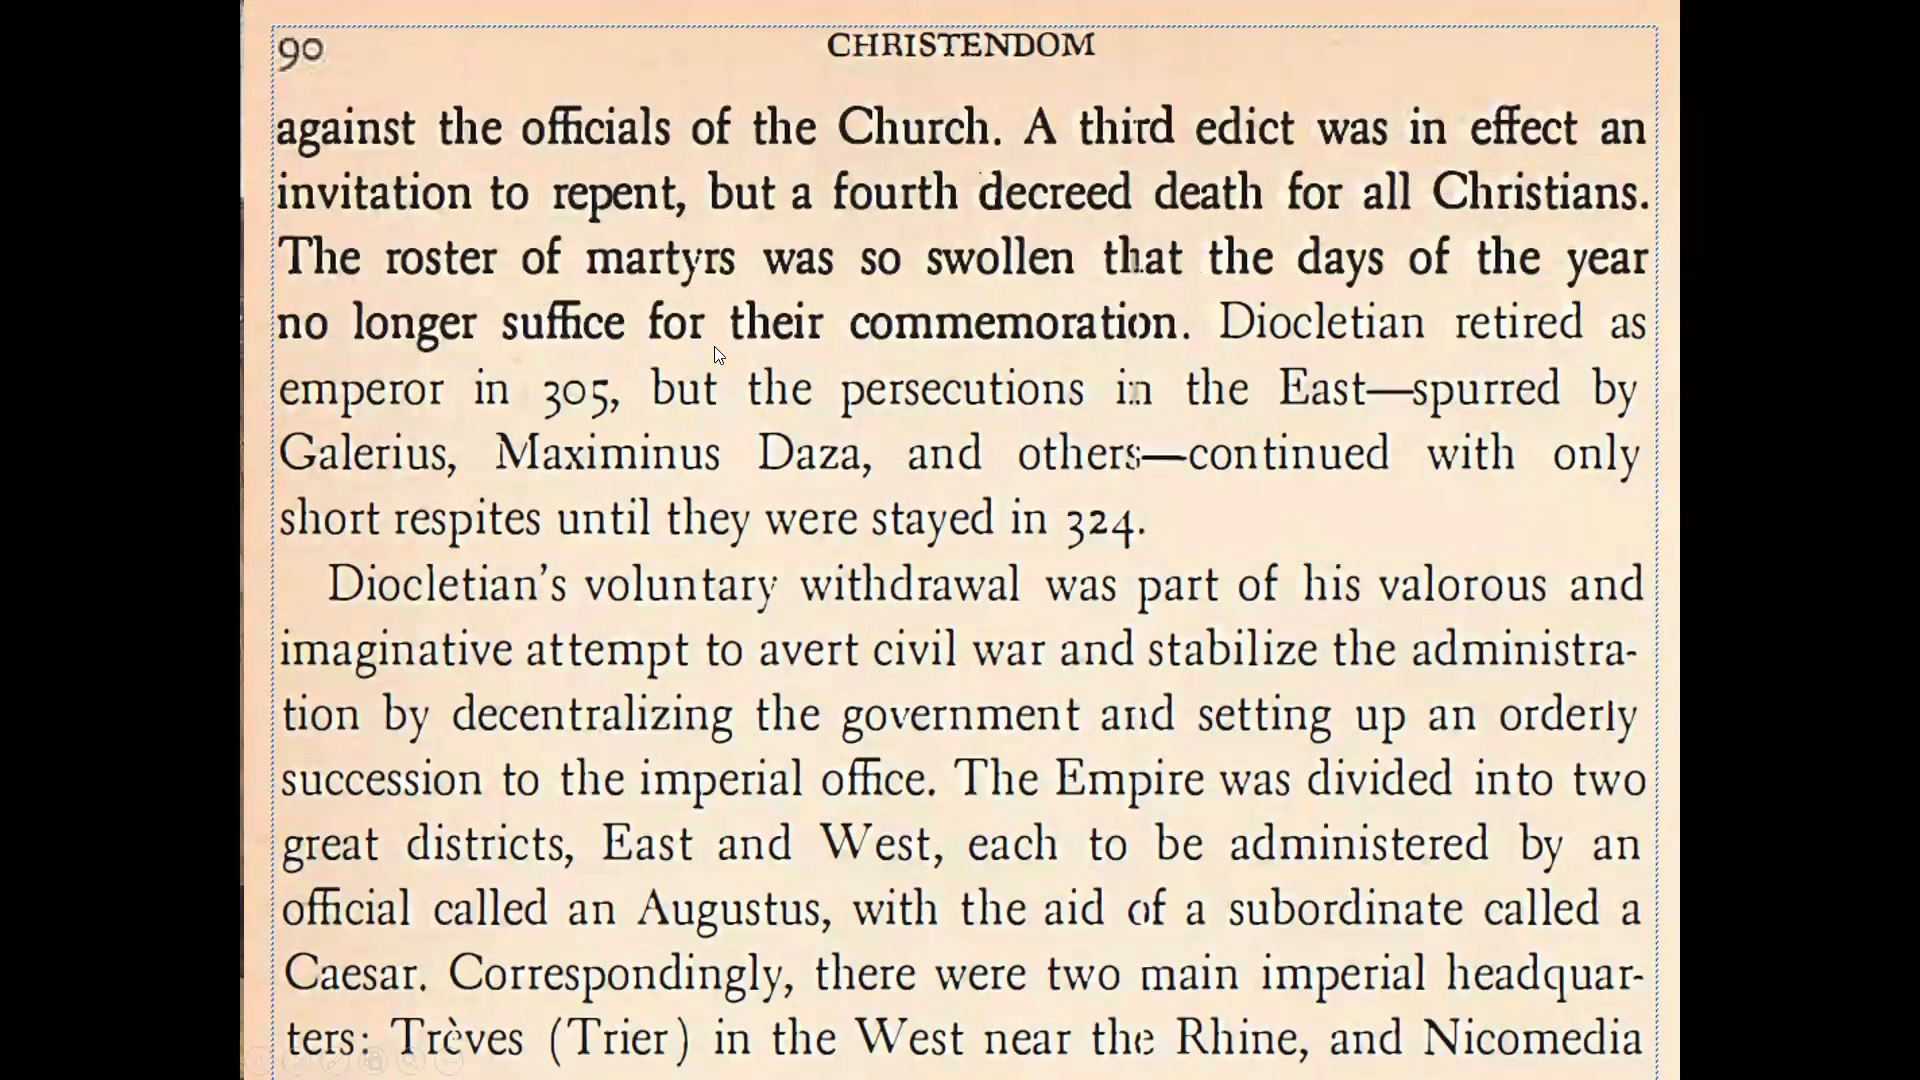 90
CHRISTENDOM
against the officials of the Church. A third edict was in effect an
invitation to repent, but a fourth decreed death for all Christians.
The roster of martyrs was so swollen that the days of the year
no longer suffice for their commemoration. Diocletian retired as
emperor in 305, but the persecutions in the East—spurred by
Galerius, Maximinus Daza, and others—continued with only
short respites until they were stayed in 324.
Diocletian’s voluntary withdrawal was part of his valorous and
imaginative attempt to avert civil war and stabilize the administra-
tion by decentralizing the government and setting up an orderly
succession to the imperial office. The Empire was divided into two
great districts, East and West, each to be administered by an
official called an Augustus, with the aid of a subordinate called a
Caesar. Correspondingly, there were two main imperial headquar-
ters: Trèves (Trier) in the West near the Rhine, and Nicomedia